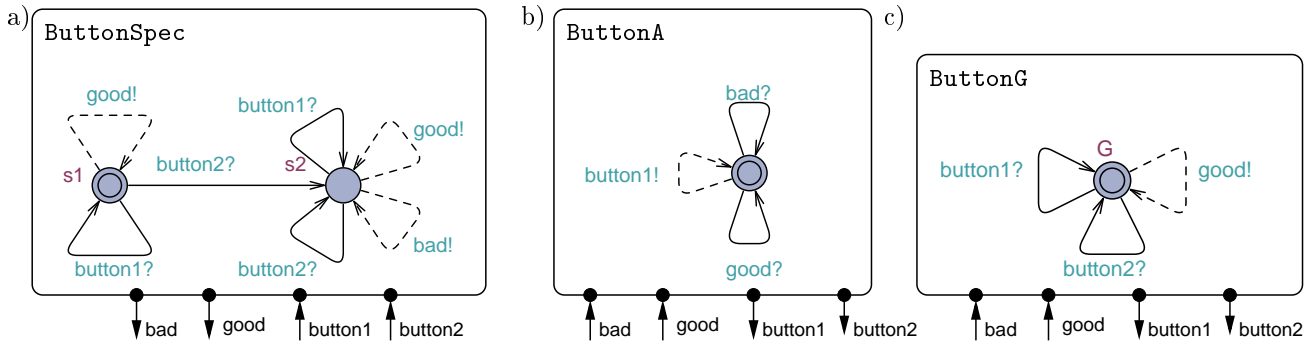 a)
ButtonSpec
good!
button1?
good!
s1
button2?
s2
button1?
button2?
bad!
bad
good
button1
button2
b)
ButtonA
bad?
button1!
good?
bad
good
button1
button2
c)
ButtonG
G
button1?
good!
button2?
bad
good
button1
button2